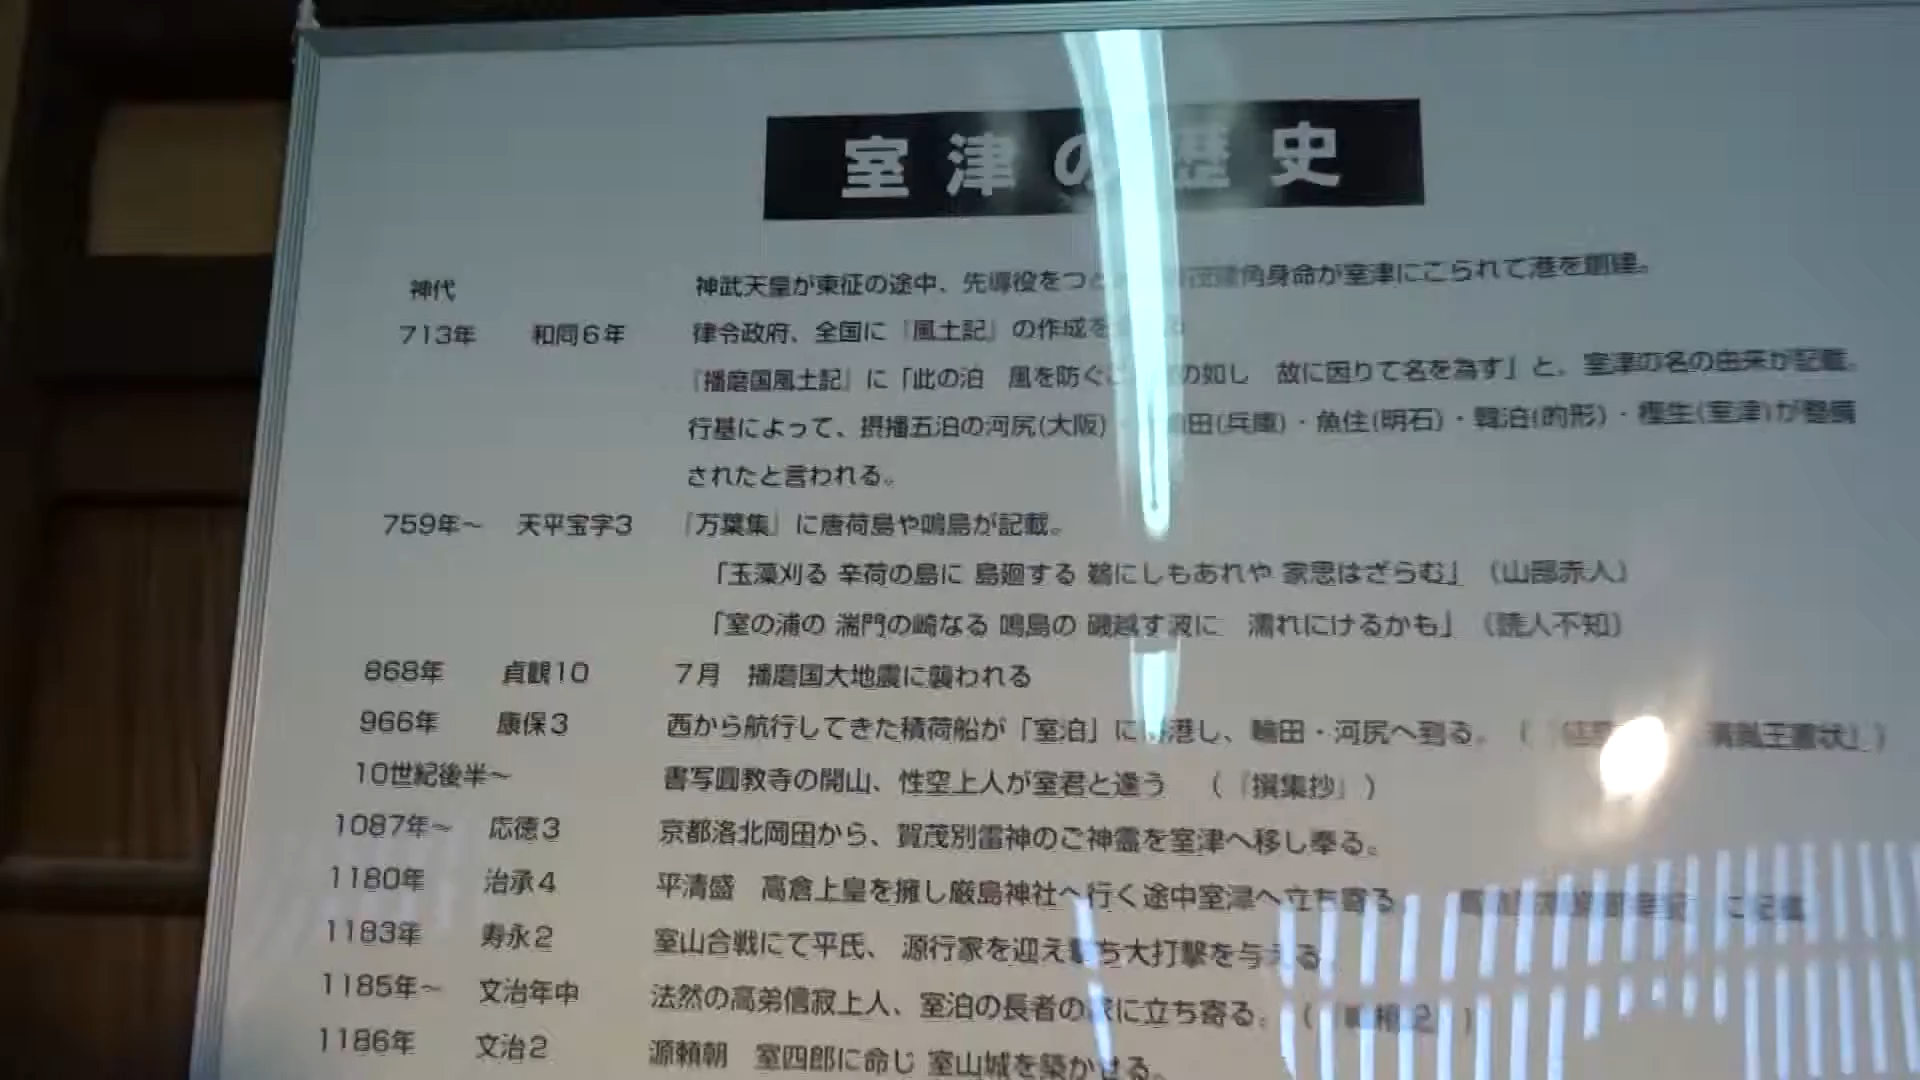 室津の歴史
神代 神武天皇が東征の途中、先導役をつと 建角身命が室津にこられて港を創建。
713年 和同6年 律令政府、全国に『風土記』の作成を
『播磨国風土記』に「此の泊 風を防ぐこ の如し 故に因りて名を為す」と、室津の名の由来が記載。
行基によって、摂播五泊の河尻(大阪)・ 田(兵庫)・魚住(明石)・韓泊(的形)・檉生(室津)が整備
されたと言われる。
759年~ 天平宝字3 『万葉集』に唐荷島や鳴島が記載。
「玉藻刈る 辛荷の島に 島廻する 鵜にしもあれや 家思はざらむ」(山部赤人)
「室の浦の 湍門の崎なる 鳴島の 磯越す波に 濡れにけるかも」(読人不知)
868年 貞観10 7月 播磨国大地震に襲われる
966年 康保3 西から航行してきた積荷船が「室泊」に 港し、輪田・河尻へ到る。
10世紀後半~ 書写圓教寺の開山、性空上人が室君と逢う (『撰集抄』)
1087年~ 応徳3 京都洛北岡田から、賀茂別雷神のご神霊を室津へ移し奉る。
1180年 治承4 平清盛 高倉上皇を擁し厳島神社へ行く途中室津へ立ち寄る。 に記載
1183年 寿永2 室山合戦にて平氏、源行家を迎え撃ち大打撃を与える
1185年~ 文治年中 法然の高弟信寂上人、室泊の長者の に立ち寄る。
1186年 文治2 源頼朝 室四郎に命じ 室山城を築かせる。